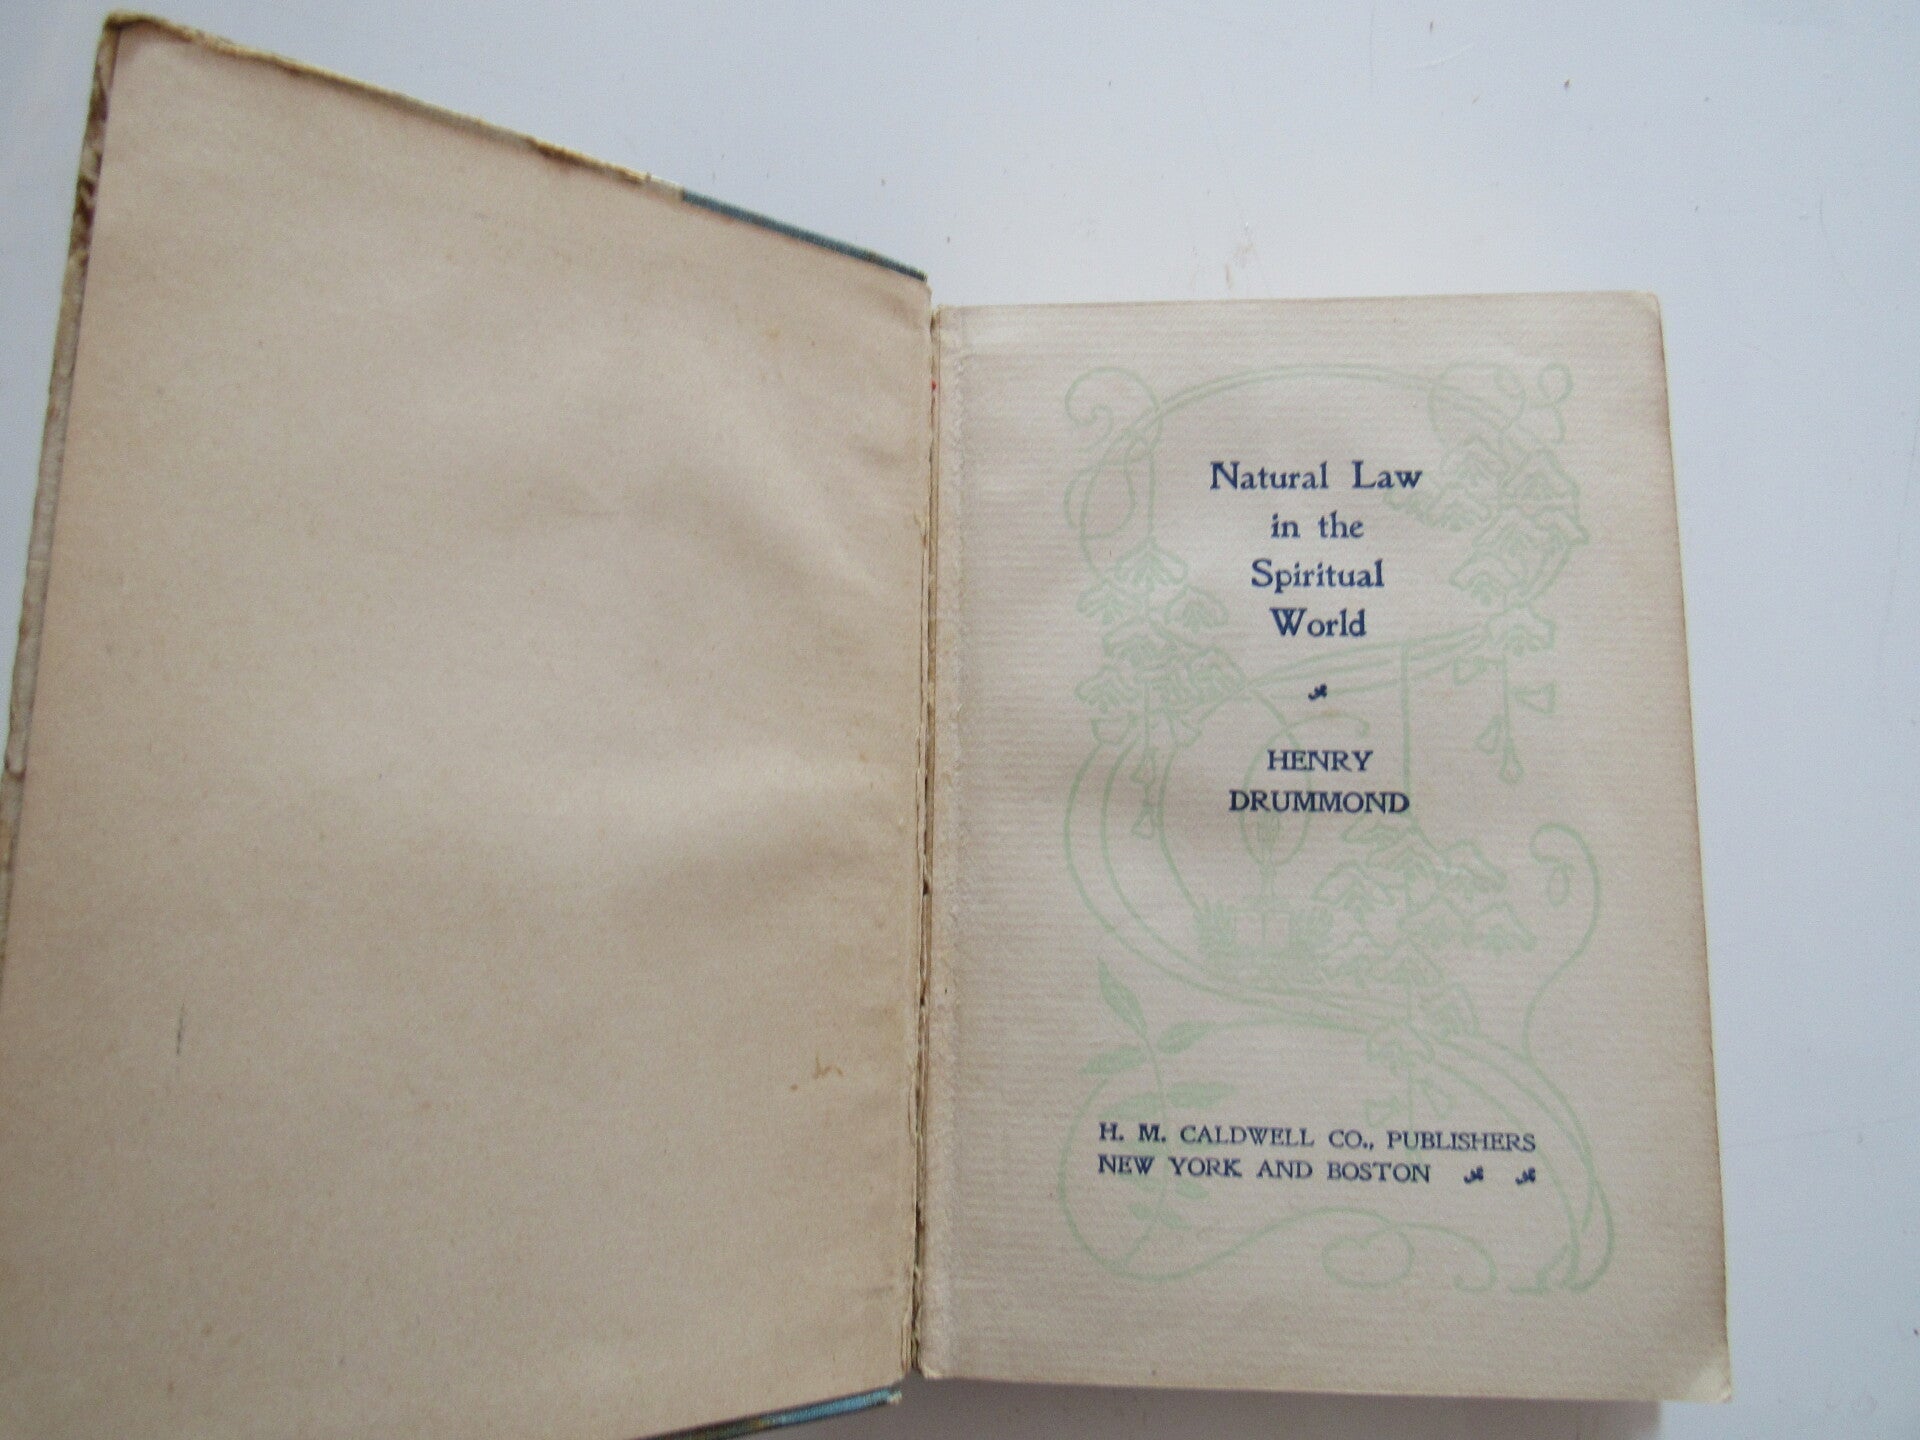 Natural Law
in the
Spiritual
World
HENRY
DRUMMOND
H. M. CALDWELL CO., PUBLISHERS
NEW YORK AND BOSTON